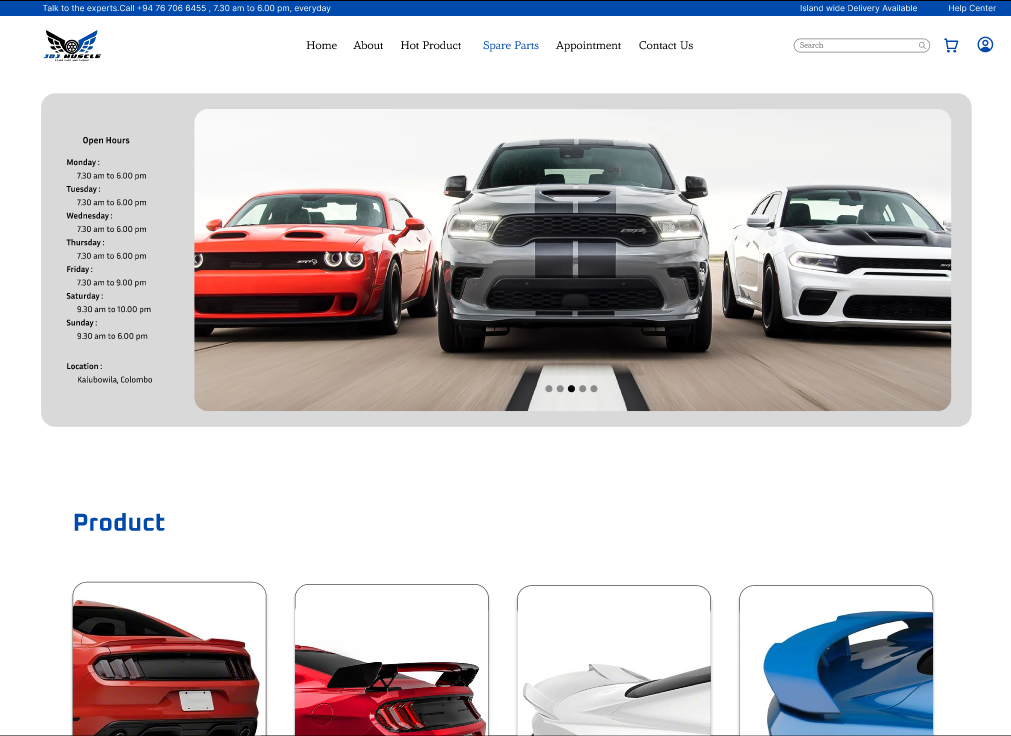 Talk to the experts.Call +94 76 706 6455 , 7.30 am to 6.00 pm, everyday
Island wide Delivery Available
Help Center
JDJ MUSCLE
Home
About
Hot Product
Spare Parts
Appointment
Contact Us
Search
Open Hours
Monday :
7.30 am to 6.00 pm
Tuesday :
7.30 am to 6.00 pm
Wednesday :
7.30 am to 6.00 pm
Thursday :
7.30 am to 6.00 pm
Friday :
7.30 am to 9.00 pm
Saturday :
9.30 am to 10.00 pm
Sunday :
9.30 am to 6.00 pm
Location :
Kalubowila, Colombo
Product